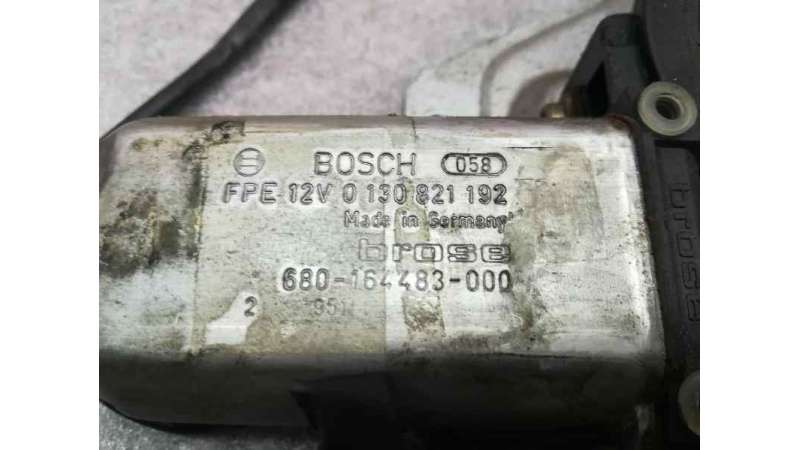 BOSCH 058
FPE 12V 0 130 821 192
Made in Germany
brose
680-164483-000
2
brose